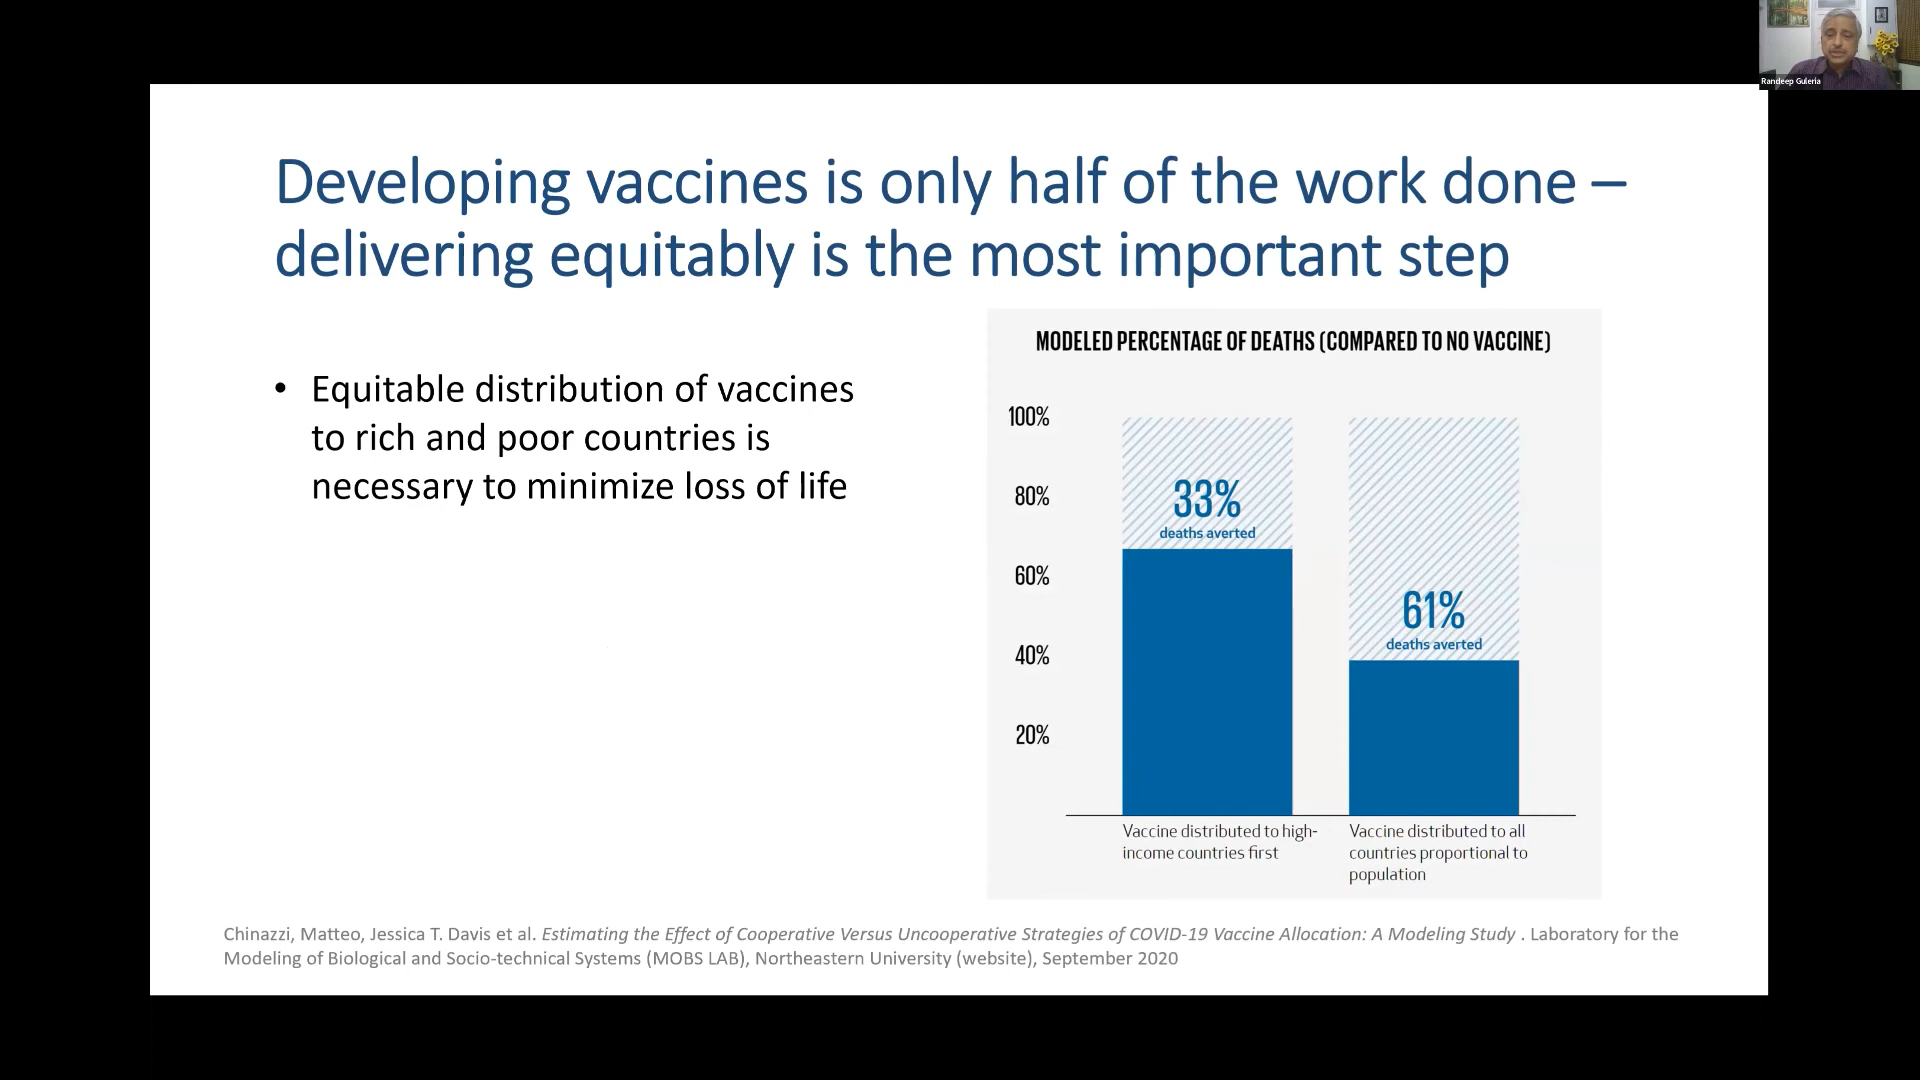 Randeep Guleria
Developing vaccines is only half of the work done –
delivering equitably is the most important step
• Equitable distribution of vaccines
to rich and poor countries is
necessary to minimize loss of life
MODELED PERCENTAGE OF DEATHS (COMPARED TO NO VACCINE)
100%
80%
60%
40%
20%
33%
deaths averted
61%
deaths averted
Vaccine distributed to high-
income countries first
Vaccine distributed to all
countries proportional to
population
Chinazzi, Matteo, Jessica T. Davis et al. Estimating the Effect of Cooperative Versus Uncooperative Strategies of COVID-19 Vaccine Allocation: A Modeling Study . Laboratory for the
Modeling of Biological and Socio-technical Systems (MOBS LAB), Northeastern University (website), September 2020